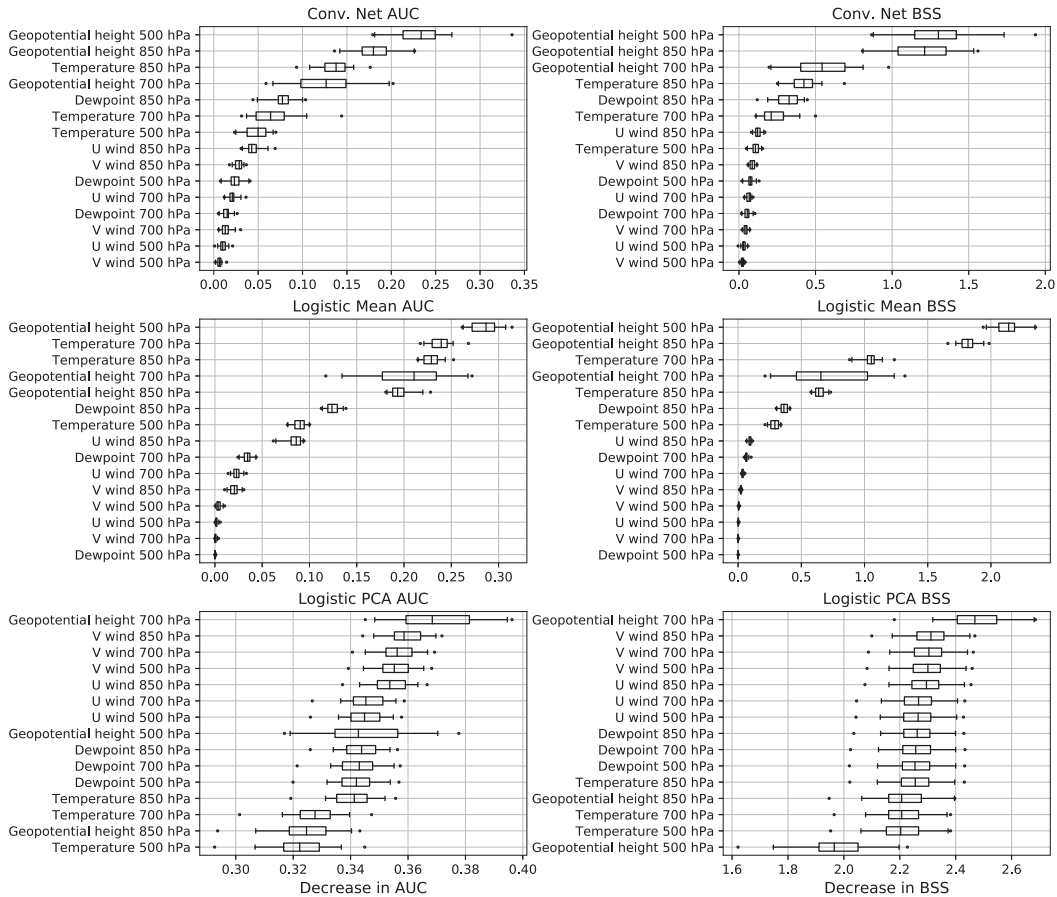 Conv. Net AUC
Geopotential height 500 hPa
Geopotential height 850 hPa
Temperature 850 hPa
Geopotential height 700 hPa
Dewpoint 850 hPa
Temperature 700 hPa
Temperature 500 hPa
U wind 850 hPa
V wind 850 hPa
Dewpoint 500 hPa
U wind 700 hPa
Dewpoint 700 hPa
V wind 700 hPa
U wind 500 hPa
V wind 500 hPa
0.00 0.05 0.10 0.15 0.20 0.25 0.30 0.35
Conv. Net BSS
Geopotential height 500 hPa
Geopotential height 850 hPa
Geopotential height 700 hPa
Temperature 850 hPa
Dewpoint 850 hPa
Temperature 700 hPa
U wind 850 hPa
Temperature 500 hPa
V wind 850 hPa
Dewpoint 500 hPa
U wind 700 hPa
Dewpoint 700 hPa
V wind 700 hPa
U wind 500 hPa
V wind 500 hPa
0.0 0.5 1.0 1.5 2.0
Logistic Mean AUC
Geopotential height 500 hPa
Temperature 700 hPa
Temperature 850 hPa
Geopotential height 700 hPa
Geopotential height 850 hPa
Dewpoint 850 hPa
Temperature 500 hPa
U wind 850 hPa
Dewpoint 700 hPa
U wind 700 hPa
V wind 850 hPa
V wind 500 hPa
U wind 500 hPa
V wind 700 hPa
Dewpoint 500 hPa
0.00 0.05 0.10 0.15 0.20 0.25 0.30
Logistic Mean BSS
Geopotential height 500 hPa
Geopotential height 850 hPa
Temperature 700 hPa
Geopotential height 700 hPa
Temperature 850 hPa
Dewpoint 850 hPa
Temperature 500 hPa
U wind 850 hPa
Dewpoint 700 hPa
U wind 700 hPa
V wind 850 hPa
V wind 500 hPa
U wind 500 hPa
V wind 700 hPa
Dewpoint 500 hPa
0.0 0.5 1.0 1.5 2.0
Logistic PCA AUC
Geopotential height 700 hPa
V wind 850 hPa
V wind 700 hPa
V wind 500 hPa
U wind 850 hPa
U wind 700 hPa
U wind 500 hPa
Geopotential height 500 hPa
Dewpoint 850 hPa
Dewpoint 700 hPa
Dewpoint 500 hPa
Temperature 850 hPa
Temperature 700 hPa
Geopotential height 850 hPa
Temperature 500 hPa
0.30 0.32 0.34 0.36 0.38 0.40
Decrease in AUC
Logistic PCA BSS
Geopotential height 700 hPa
V wind 850 hPa
V wind 700 hPa
V wind 500 hPa
U wind 850 hPa
U wind 700 hPa
U wind 500 hPa
Dewpoint 850 hPa
Dewpoint 700 hPa
Dewpoint 500 hPa
Temperature 850 hPa
Geopotential height 850 hPa
Temperature 700 hPa
Temperature 500 hPa
Geopotential height 500 hPa
1.6 1.8 2.0 2.2 2.4 2.6
Decrease in BSS